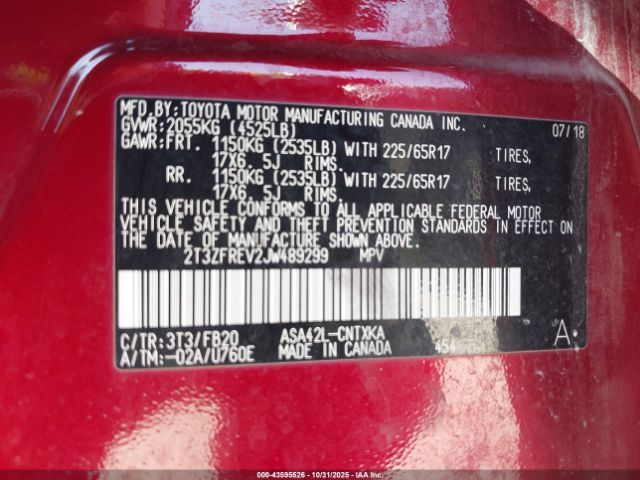 MFD.BY:TOYOTA MOTOR MANUFACTURING CANADA INC. 07/18
GVWR:2055KG (4525LB)
GAWR:FRT. 1150KG (2535LB) WITH 225/65R17 TIRES,
17X6.5J RIMS.
RR. 1150KG (2535LB) WITH 225/65R17 TIRES,
17X6.5J RIMS.
THIS VEHICLE CONFORMS TO ALL APPLICABLE FEDERAL MOTOR
VEHICLE SAFETY AND THEFT PREVENTION STANDARDS IN EFFECT ON
THE DATE OF MANUFACTURE SHOWN ABOVE.
2T3ZFREV2JW489299 MPV
C/TR:3T3/FB20 ASA42L-CNTXKA A
A/TM:-02A/U760E MADE IN CANADA 454
000-43595526 | 10/31/2025 | IAAI